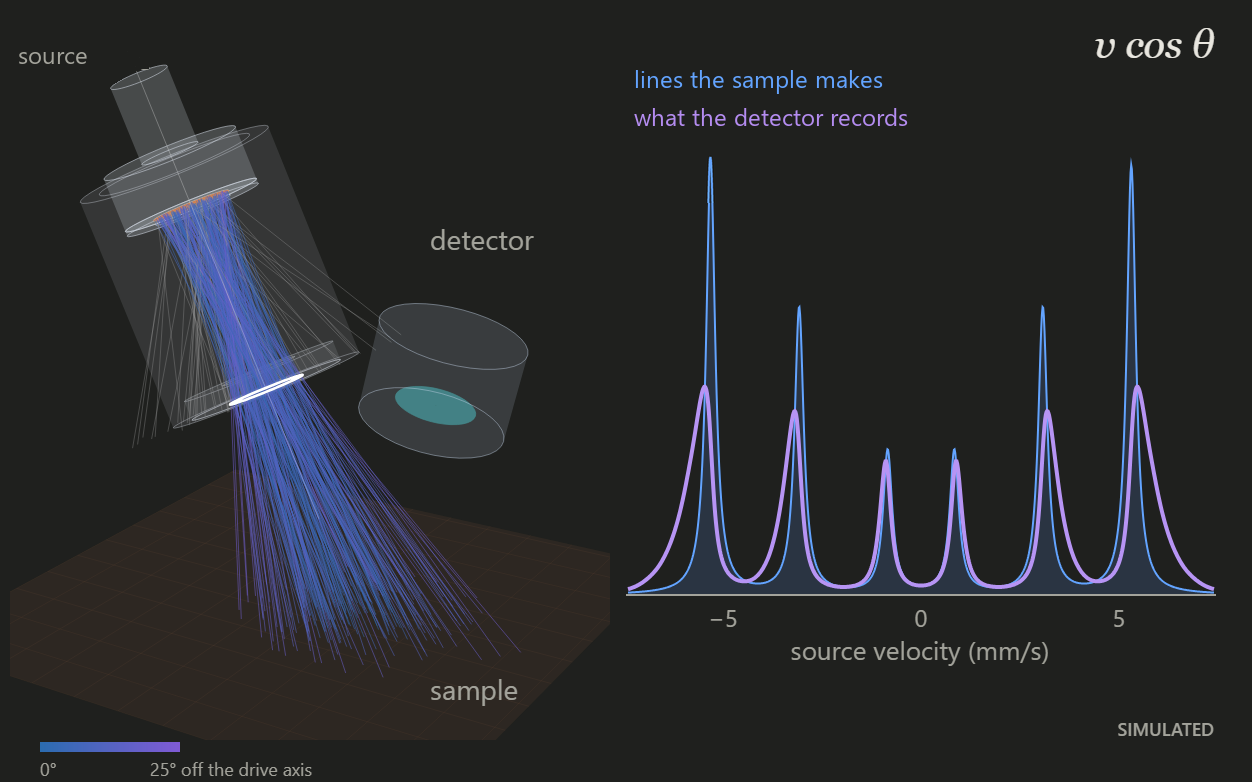 source
v cos θ
lines the sample makes
what the detector records
detector
−5 0 5
source velocity (mm/s)
sample
SIMULATED
0° 25° off the drive axis